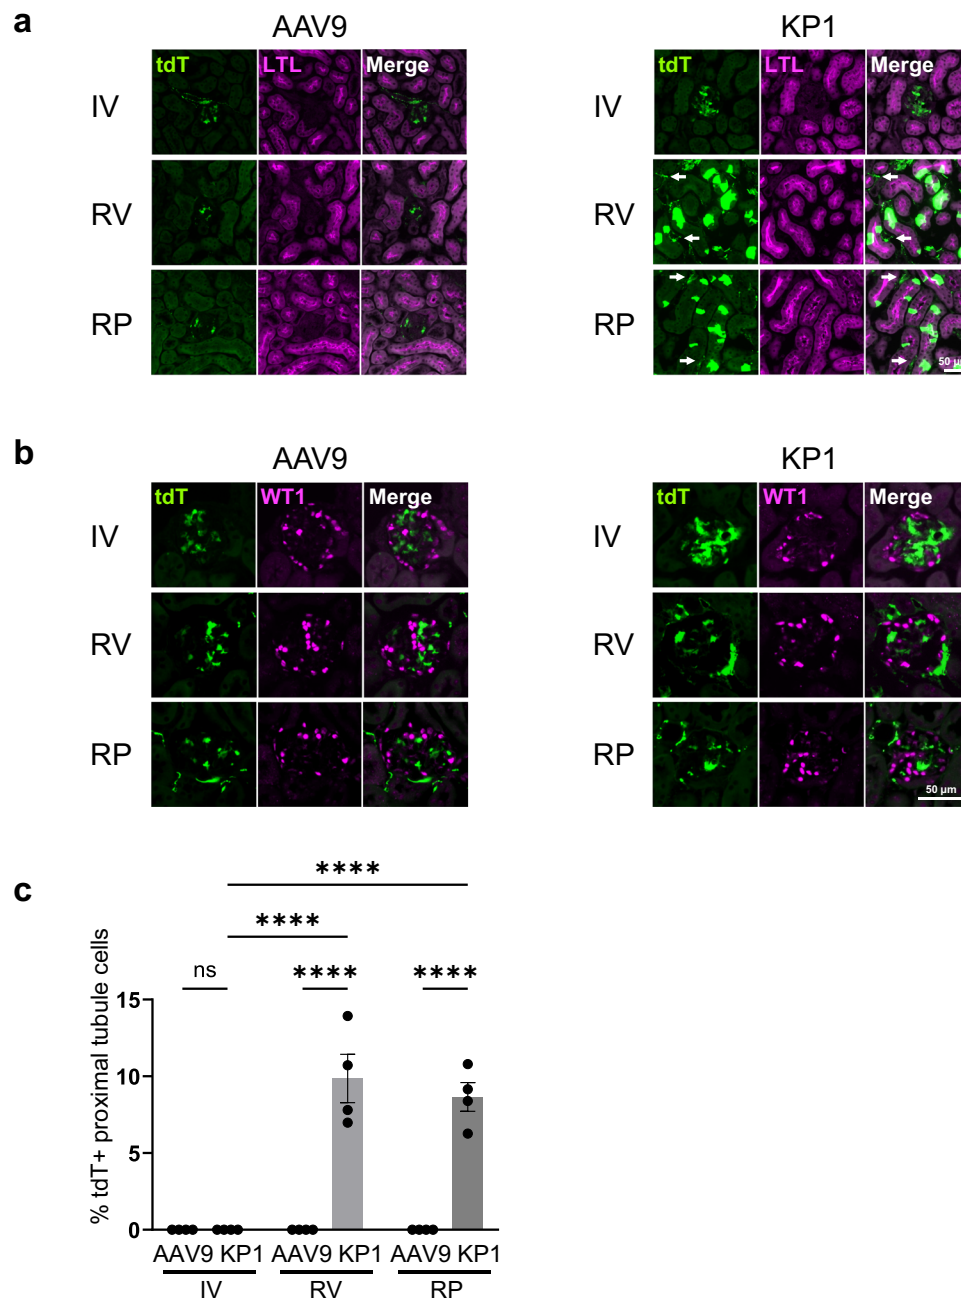 a
AAV9
KP1
tdT LTL Merge
tdT LTL Merge
IV
IV
RV
RV
RP
RP
b
AAV9
KP1
tdT WT1 Merge
tdT WT1 Merge
IV
IV
RV
RV
RP
RP
50 µm
c
****
****
ns **** ****
% tdT+ proximal tubule cells
15
10
5
0
AAV9 KP1 AAV9 KP1 AAV9 KP1
IV RV RP